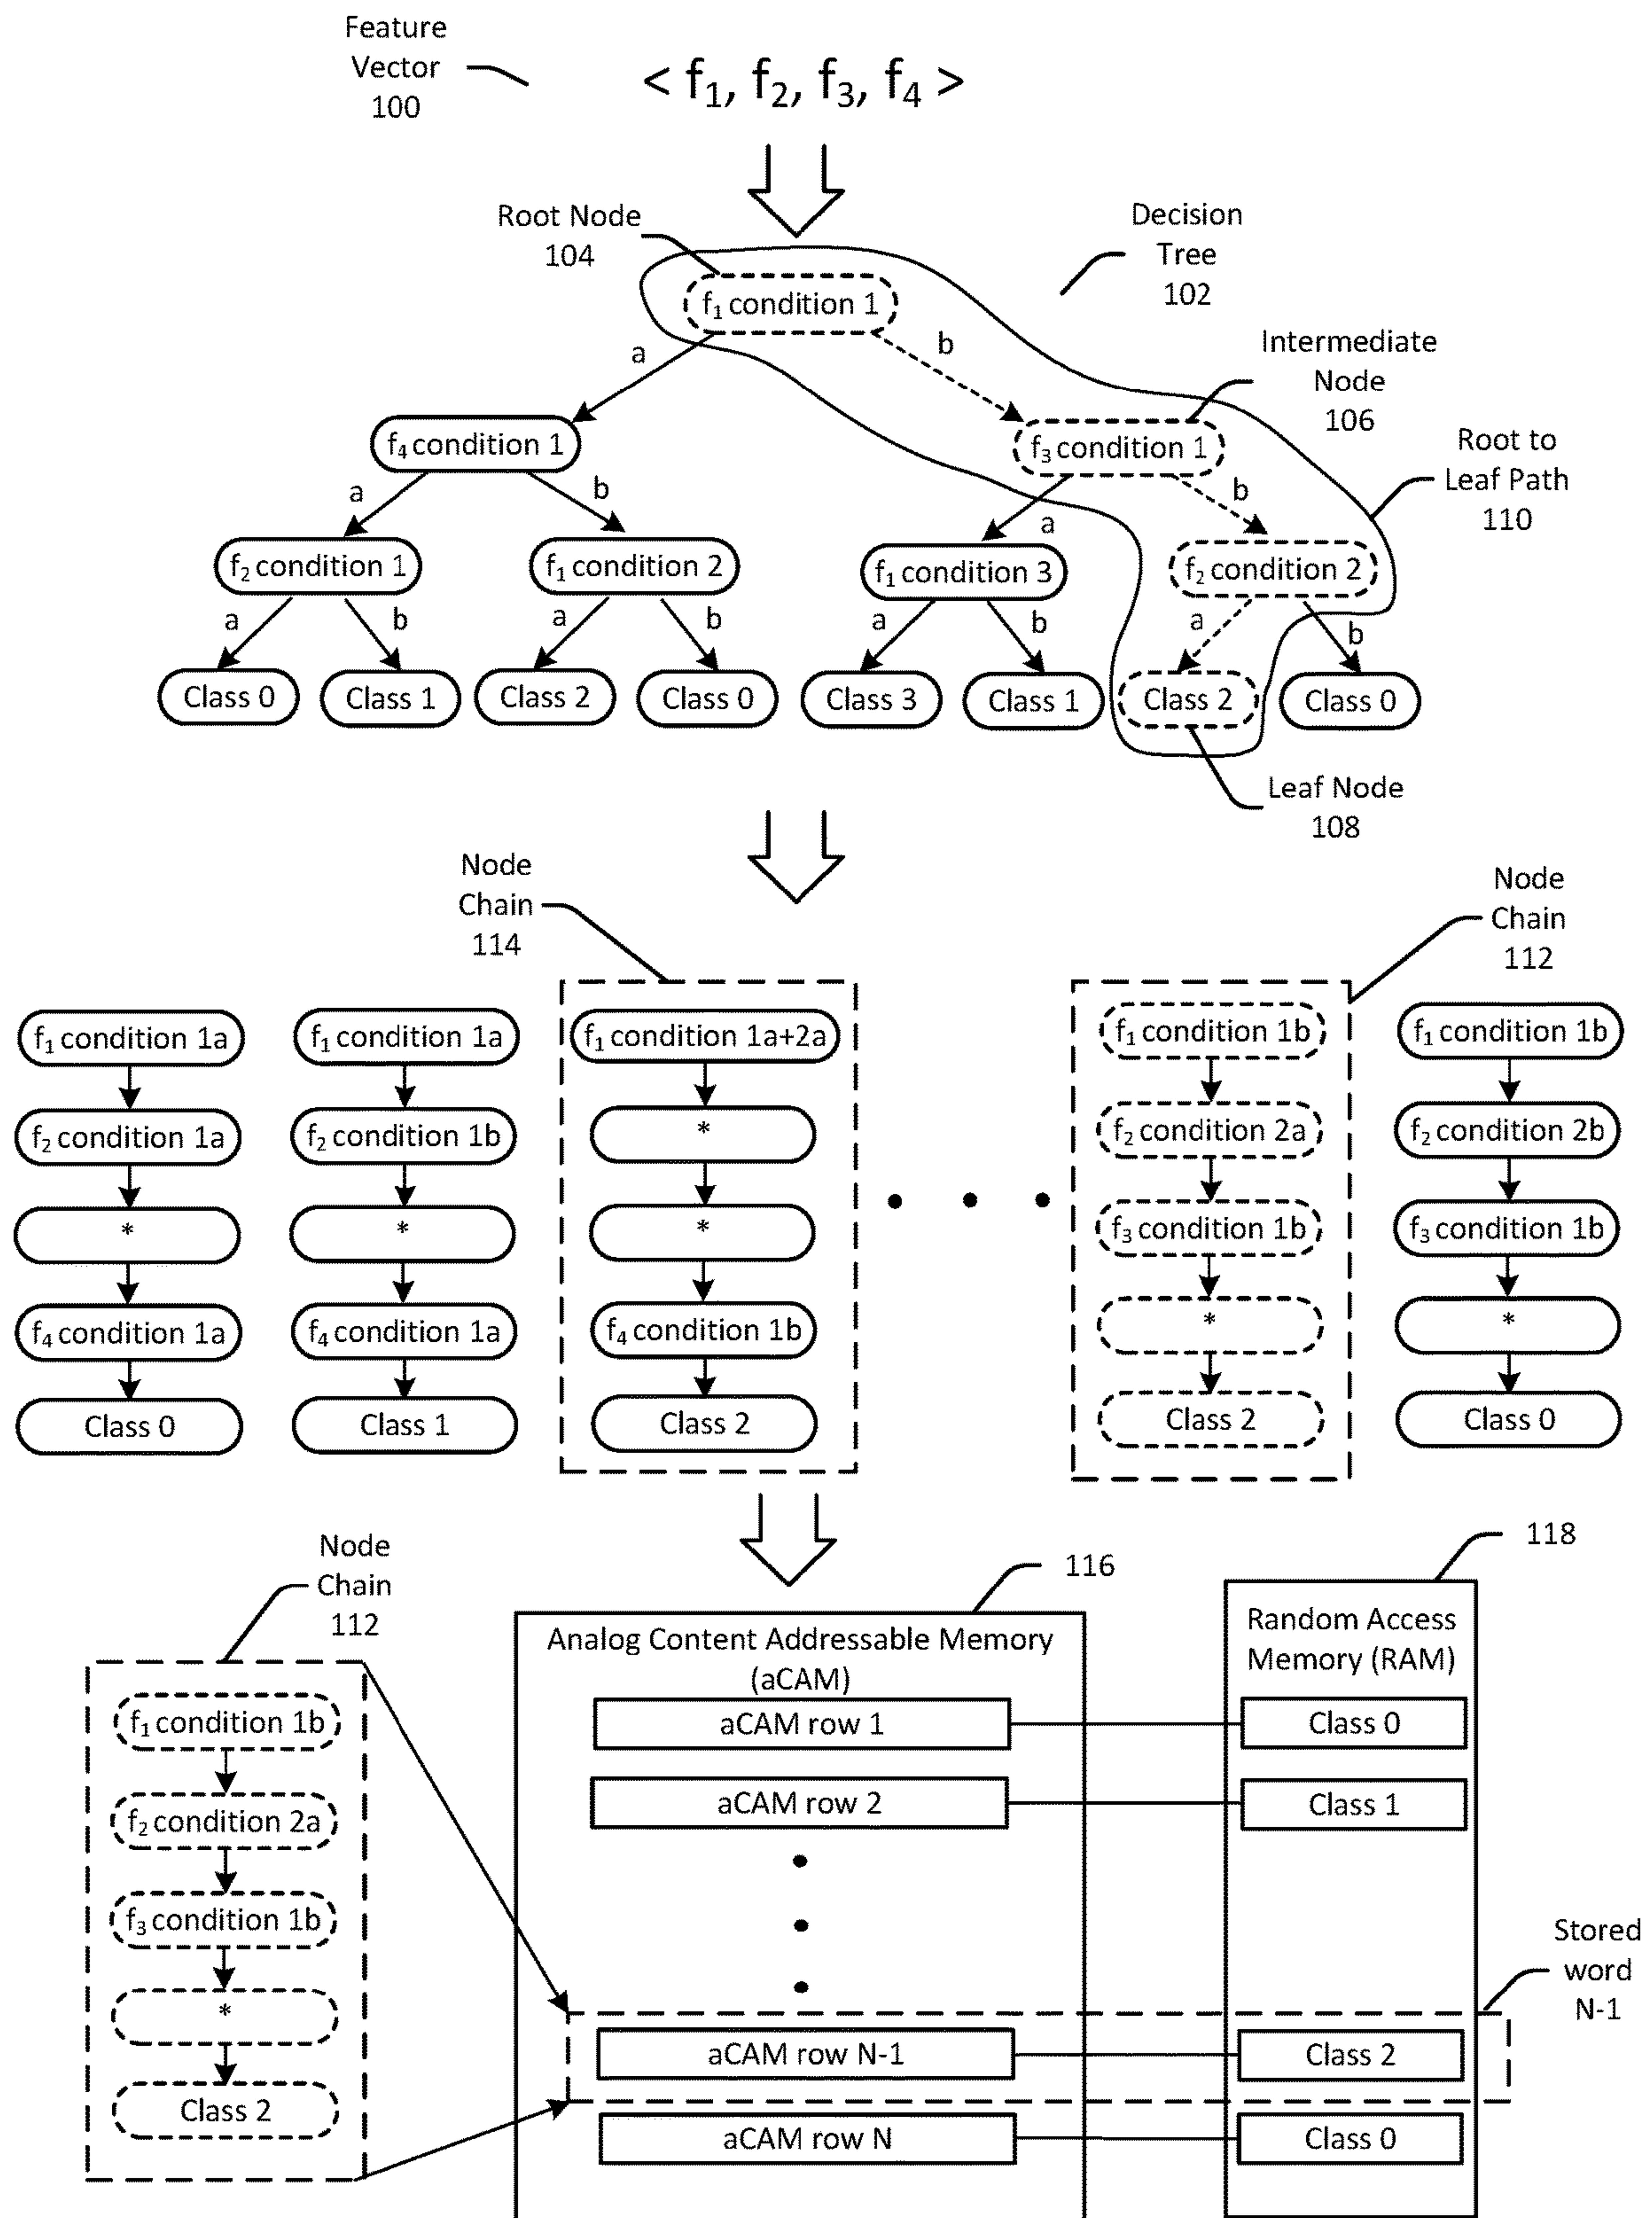 Feature
Vector
100
< f₁, f₂, f₃, f₄ >
Root Node
104
Decision
Tree
102
f₁ condition 1
a
b
Intermediate
Node
106
f₄ condition 1
f₃ condition 1
Root to
Leaf Path
110
a
b
a
b
f₂ condition 1
f₁ condition 2
f₁ condition 3
f₂ condition 2
a
b
a
b
a
b
a
b
Class 0
Class 1
Class 2
Class 0
Class 3
Class 1
Class 2
Class 0
Leaf Node
108
Node
Chain
114
Node
Chain
112
f₁ condition 1a
f₂ condition 1a
*
f₄ condition 1a
Class 0
f₁ condition 1a
f₂ condition 1b
*
f₄ condition 1a
Class 1
f₁ condition 1a+2a
*
*
f₄ condition 1b
Class 2
f₁ condition 1b
f₂ condition 2a
f₃ condition 1b
*
Class 2
f₁ condition 1b
f₂ condition 2b
f₃ condition 1b
*
Class 0
Node
Chain
112
f₁ condition 1b
f₂ condition 2a
f₃ condition 1b
*
Class 2
116
118
Analog Content Addressable Memory
(aCAM)
Random Access
Memory (RAM)
aCAM row 1
Class 0
aCAM row 2
Class 1
Stored
word
N-1
aCAM row N-1
Class 2
aCAM row N
Class 0